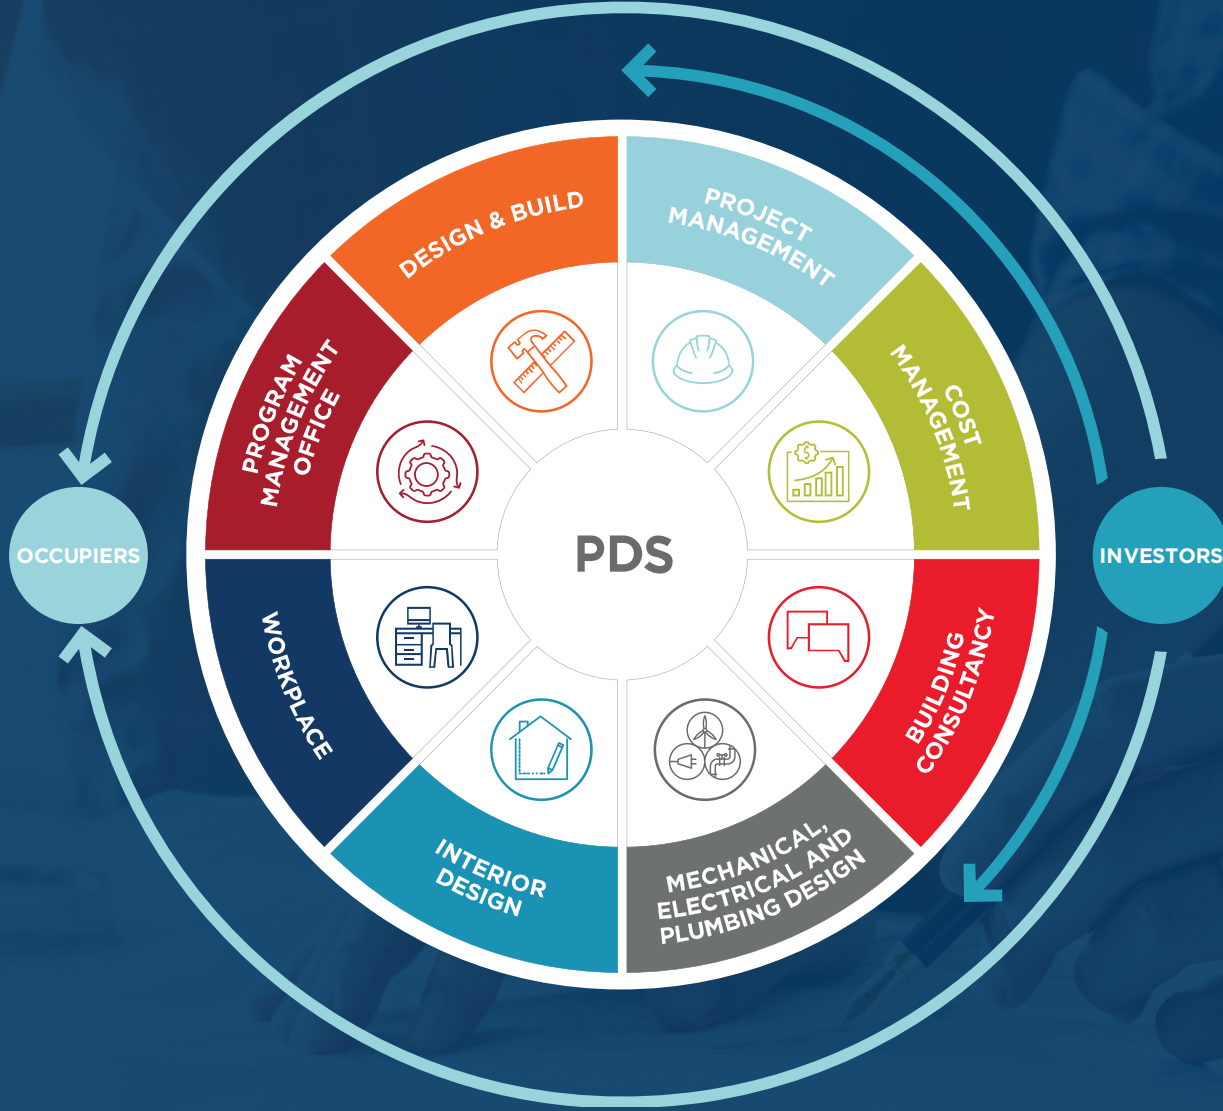 DESIGN & BUILD
PROJECT
MANAGEMENT
COST
MANAGEMENT
BUILDING
CONSULTANCY
MECHANICAL,
ELECTRICAL AND
PLUMBING DESIGN
INTERIOR
DESIGN
WORKPLACE
PROGRAM
MANAGEMENT
OFFICE
$
PDS
OCCUPIERS
INVESTORS